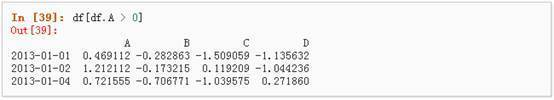 In [39]: df[df.A > 0]
Out[39]:
A B C D
2013-01-01 0.469112 -0.282863 -1.509059 -1.135632
2013-01-02 1.212112 -0.173215 0.119209 -1.044236
2013-01-04 0.721555 -0.706771 -1.039575 0.271860